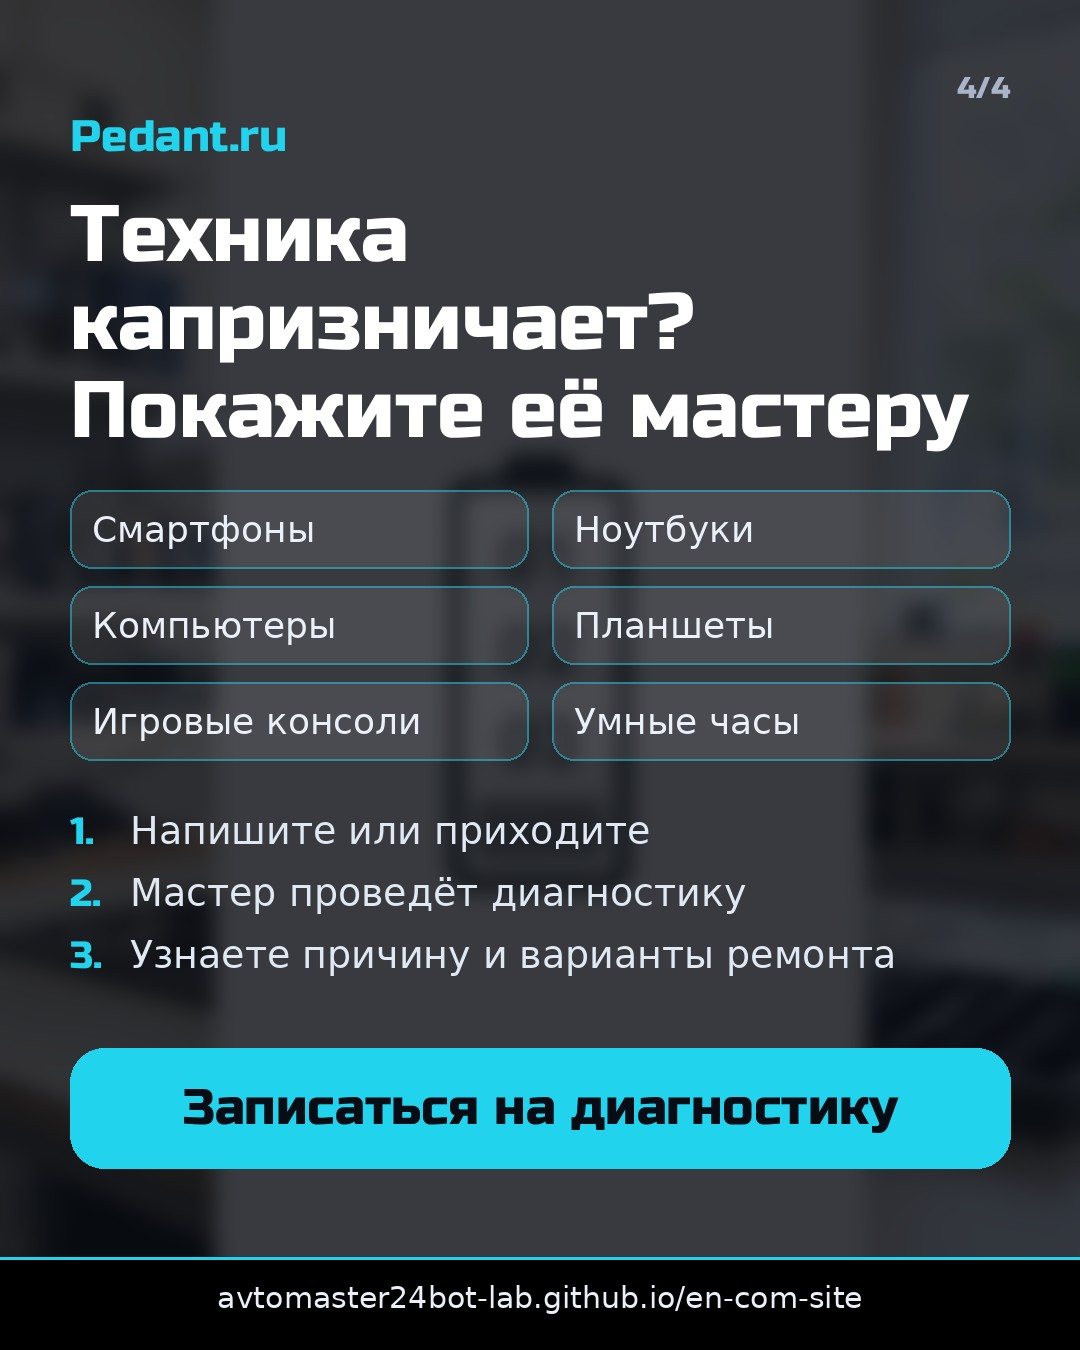 4/4
Pedant.ru
Техника
капризничает?
Покажите её мастеру
Смартфоны
Ноутбуки
Компьютеры
Планшеты
Игровые консоли
Умные часы
1. Напишите или приходите
2. Мастер проведёт диагностику
3. Узнаете причину и варианты ремонта
Записаться на диагностику
avtomaster24bot-lab.github.io/en-com-site